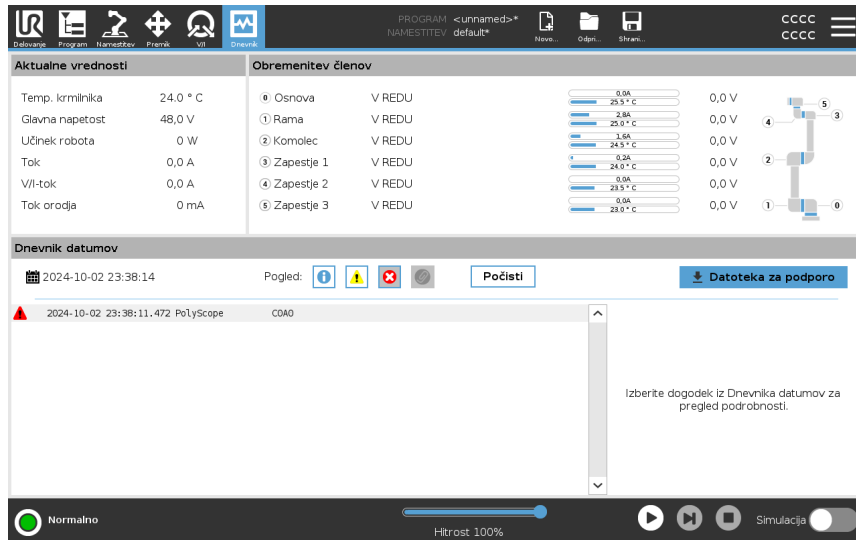 UR
Delovanje Program Namestitev Premik V/I Dnevnik
PROGRAM <unnamed>*
NAMESTITEV default*
Novo... Odpri... Shrani...
CCCC
CCCC
Aktualne vrednosti
Temp. krmilnika 24.0 ° C
Glavna napetost 48,0 V
Učinek robota 0 W
Tok 0,0 A
V/I-tok 0,0 A
Tok orodja 0 mA
Obremenitev členov
0 Osnova V REDU 0,0A 25.5 ° C 0,0 V
1 Rama V REDU 2,8A 25.0 ° C 0,0 V
2 Komolec V REDU 1,6A 24.5 ° C 0,0 V
3 Zapestje 1 V REDU 0,2A 24.0 ° C 0,0 V
4 Zapestje 2 V REDU 0,0A 23.5 ° C 0,0 V
5 Zapestje 3 V REDU 0,0A 23.0 ° C 0,0 V
5
4 3
2
1 0
Dnevnik datumov
2024-10-02 23:38:14 Pogled: Počisti Datoteka za podporo
2024-10-02 23:38:11.472 PolyScope C0A0
Izberite dogodek iz Dnevnika datumov za
pregled podrobnosti.
Normalno
Hitrost 100%
Simulacija